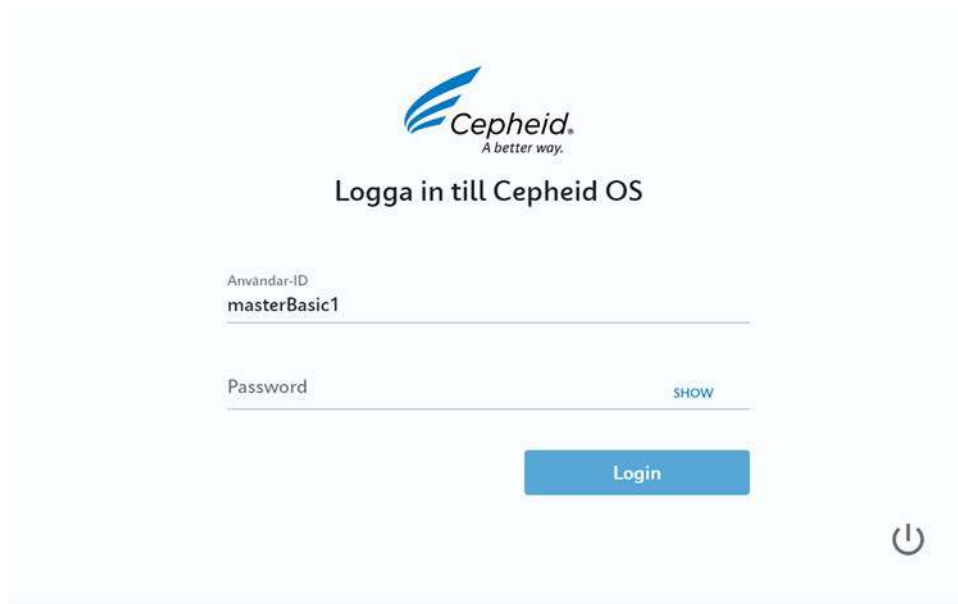 Cepheid.
A better way.
Logga in till Cepheid OS
Användar-ID
masterBasic1
Password
SHOW
Login